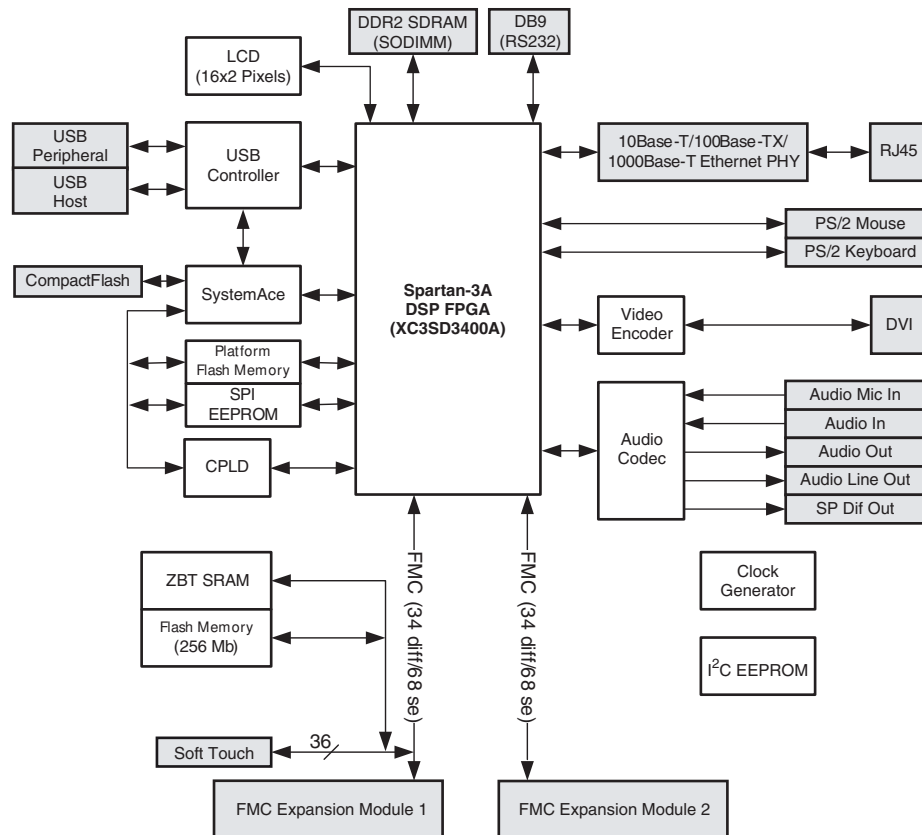 DDR2 SDRAM
(SODIMM)
DB9
(RS232)
LCD
(16x2 Pixels)
USB
Peripheral
USB
Host
USB
Controller
10Base-T/100Base-TX/
1000Base-T Ethernet PHY
RJ45
PS/2 Mouse
PS/2 Keyboard
CompactFlash
SystemAce
Spartan-3A
DSP FPGA
(XC3SD3400A)
Video
Encoder
DVI
Platform
Flash Memory
SPI
EEPROM
CPLD
Audio
Codec
Audio Mic In
Audio In
Audio Out
Audio Line Out
SP Dif Out
FMC (34 diff/68 se)
FMC (34 diff/68 se)
ZBT SRAM
Flash Memory
(256 Mb)
Clock
Generator
I²C EEPROM
Soft Touch
36
FMC Expansion Module 1
FMC Expansion Module 2